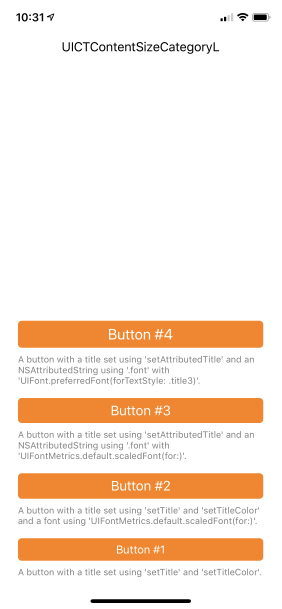 10:31
UICTContentSizeCategoryL
Button #4
A button with a title set using 'setAttributedTitle' and an
NSAttributedString using '.font' with
'UIFont.preferredFont(forTextStyle: .title3)'.
Button #3
A button with a title set using 'setAttributedTitle' and an
NSAttributedString using '.font' with
'UIFontMetrics.default.scaledFont(for:)'.
Button #2
A button with a title set using 'setTitle' and 'setTitleColor'
and a font using 'UIFontMetrics.default.scaledFont(for:)'.
Button #1
A button with a title set using 'setTitle' and 'setTitleColor'.